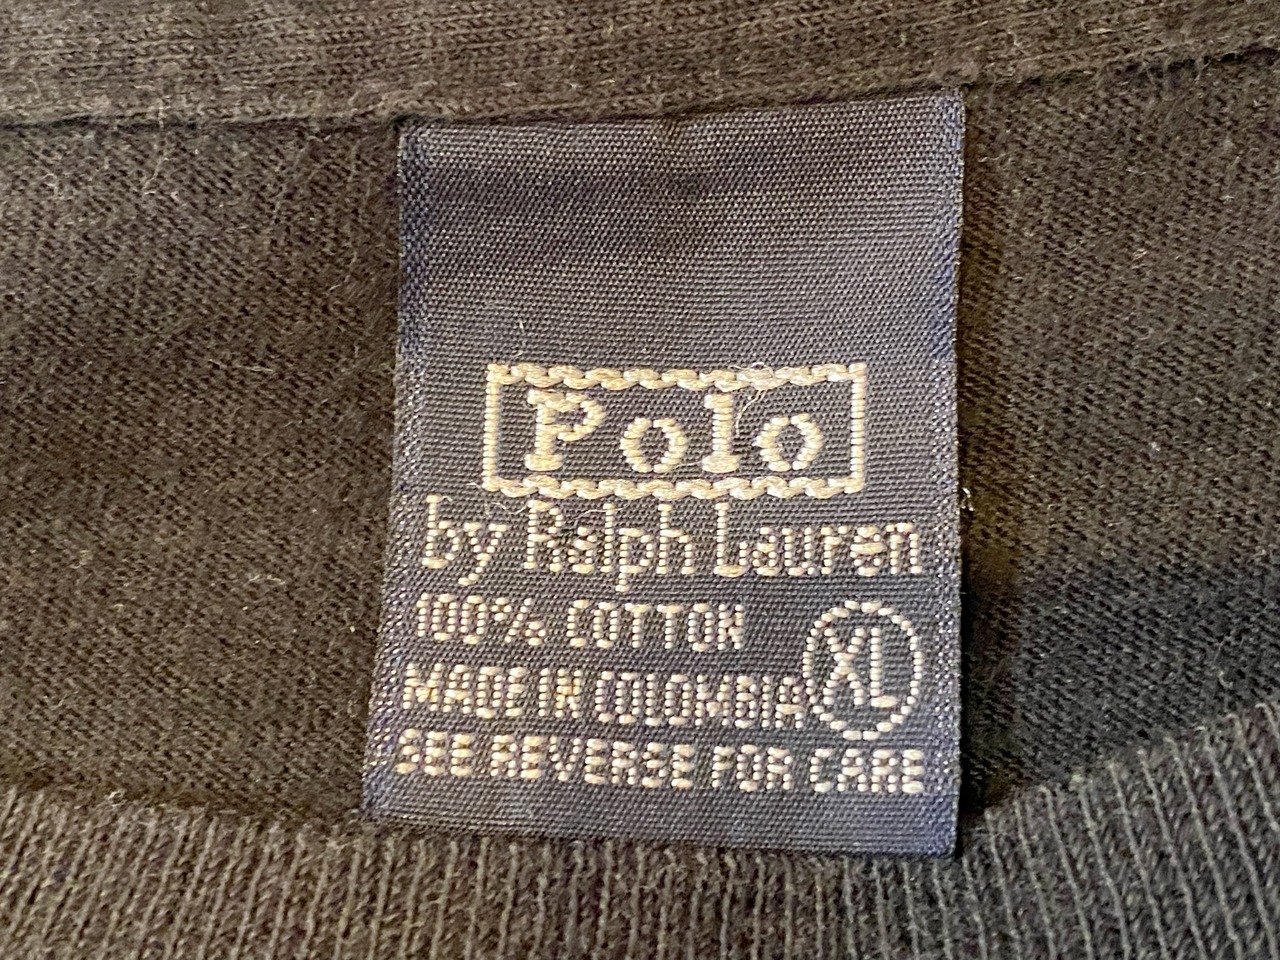 Polo
by Ralph Lauren
100% COTTON
XL
MADE IN COLOMBIA
SEE REVERSE FOR CARE